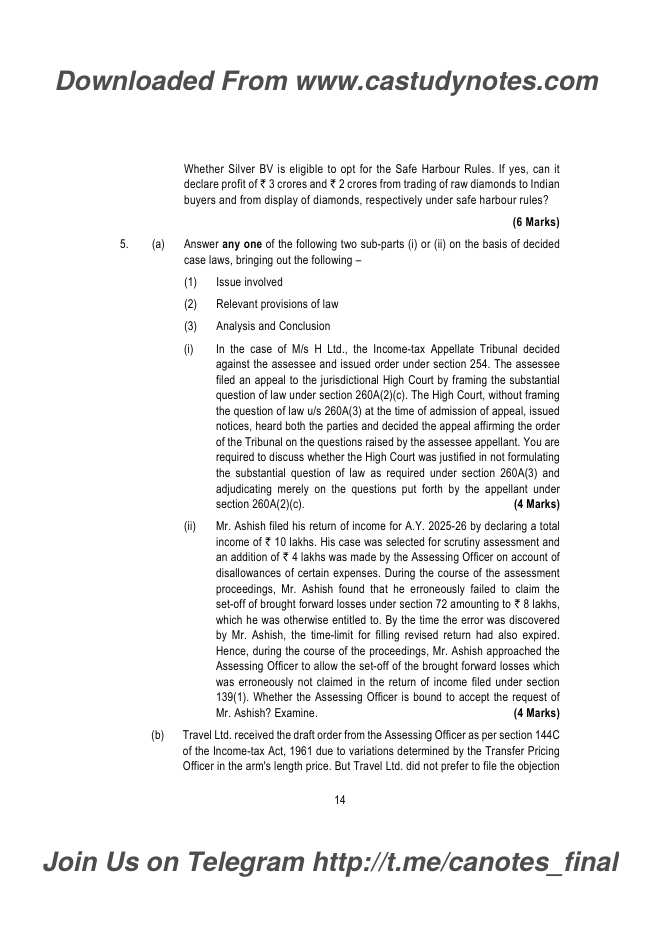 Downloaded From www.castudynotes.com
Whether Silver BV is eligible to opt for the Safe Harbour Rules. If yes, can it
declare profit of ₹ 3 crores and ₹ 2 crores from trading of raw diamonds to Indian
buyers and from display of diamonds, respectively under safe harbour rules?
(6 Marks)
5. (a) Answer any one of the following two sub-parts (i) or (ii) on the basis of decided
case laws, bringing out the following –
(1) Issue involved
(2) Relevant provisions of law
(3) Analysis and Conclusion
(i) In the case of M/s H Ltd., the Income-tax Appellate Tribunal decided
against the assessee and issued order under section 254. The assessee
filed an appeal to the jurisdictional High Court by framing the substantial
question of law under section 260A(2)(c). The High Court, without framing
the question of law u/s 260A(3) at the time of admission of appeal, issued
notices, heard both the parties and decided the appeal affirming the order
of the Tribunal on the questions raised by the assessee appellant. You are
required to discuss whether the High Court was justified in not formulating
the substantial question of law as required under section 260A(3) and
adjudicating merely on the questions put forth by the appellant under
section 260A(2)(c). (4 Marks)
(ii) Mr. Ashish filed his return of income for A.Y. 2025-26 by declaring a total
income of ₹ 10 lakhs. His case was selected for scrutiny assessment and
an addition of ₹ 4 lakhs was made by the Assessing Officer on account of
disallowances of certain expenses. During the course of the assessment
proceedings, Mr. Ashish found that he erroneously failed to claim the
set-off of brought forward losses under section 72 amounting to ₹ 8 lakhs,
which he was otherwise entitled to. By the time the error was discovered
by Mr. Ashish, the time-limit for filling revised return had also expired.
Hence, during the course of the proceedings, Mr. Ashish approached the
Assessing Officer to allow the set-off of the brought forward losses which
was erroneously not claimed in the return of income filed under section
139(1). Whether the Assessing Officer is bound to accept the request of
Mr. Ashish? Examine. (4 Marks)
(b) Travel Ltd. received the draft order from the Assessing Officer as per section 144C
of the Income-tax Act, 1961 due to variations determined by the Transfer Pricing
Officer in the arm's length price. But Travel Ltd. did not prefer to file the objection
14
Join Us on Telegram http://t.me/canotes_final